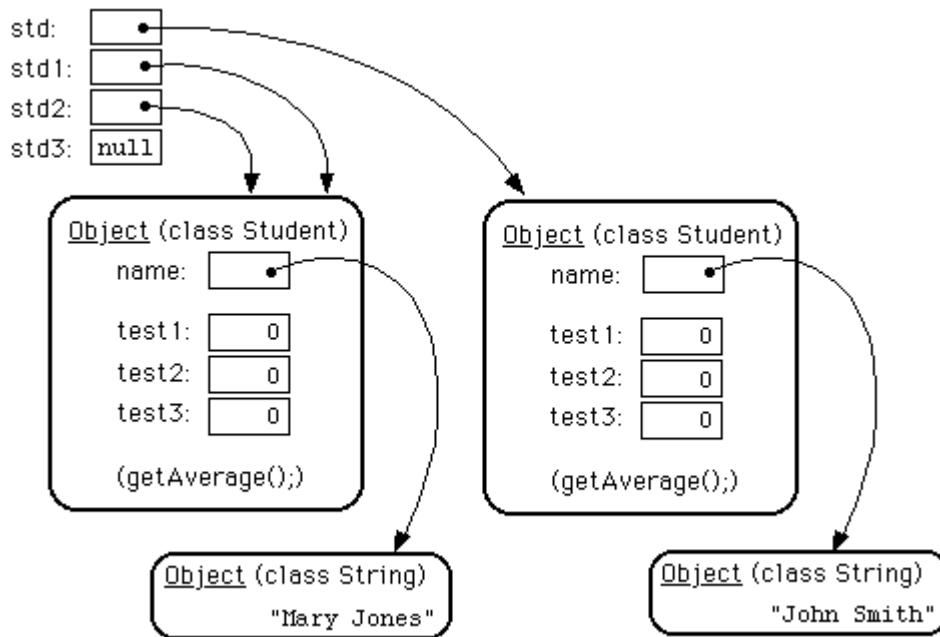 std:
std1:
std2:
std3: null
Object (class Student)
name:
test1: 0
test2: 0
test3: 0
(getAverage();)
Object (class String)
"Mary Jones"
Object (class Student)
name:
test1: 0
test2: 0
test3: 0
(getAverage();)
Object (class String)
"John Smith"